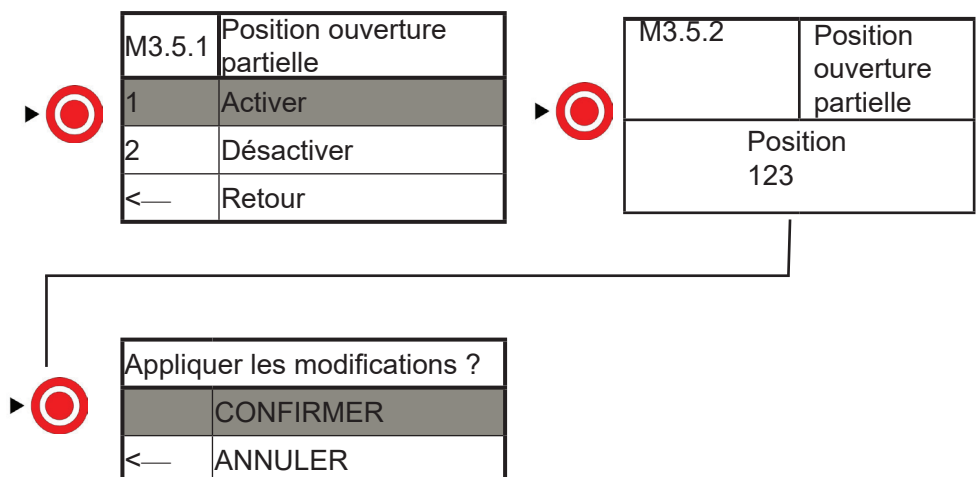 M3.5.1 Position ouverture
partielle
1 Activer
2 Désactiver
<— Retour
M3.5.2 Position
ouverture
partielle
Position
123
Appliquer les modifications ?
CONFIRMER
<— ANNULER